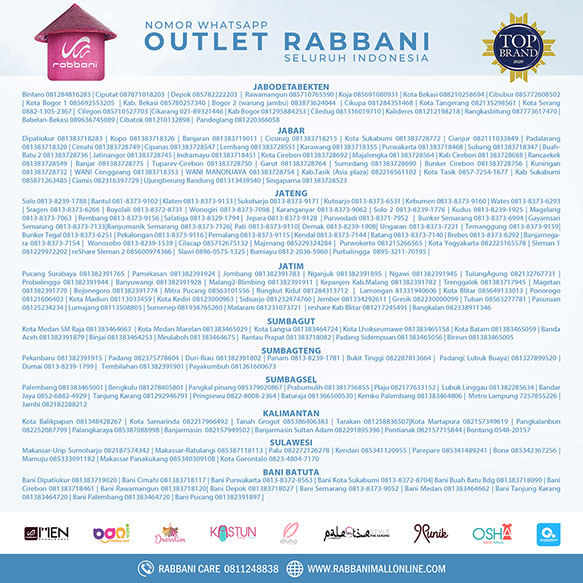 rabbani
NOMOR WHATSAPP
OUTLET RABBANI
SELURUH INDONESIA
TOP
BRAND
2020
JABODETABEKTEN
Bintaro 081284816283| Ciputat 087871018203 | Depok 085782222203 | Rawamangun 085710765590 |Koja 085691080931|Kota Bekasi 088210258694 |Cibubur 085772608502
| Kota Bogor 1 085692553205 | Kab. Bekasi 085780257340 | Bogor 2 (warung jambu) 083873624044 | Cikupa 081284351468 | Kota Tangerang 082135298561 | Kota Serang
0882-1305-2367 | Cilegon 085710527703 |Cikarang 021-89321446 |Kab Bogor 081295884253| Ciledug 081316019710| Kalideres 081212198218| Rangkasbitung 087773617470|
Babelan-Bekasi 089636745089| Cibatok 081210132898 | Pandeglang 081220366058
JABAR
Dipatiukur 081383718283 | Kopo 081383718326 | Banjaran 081383719011 | Cicurug 081383718215 | Kota Sukabumi 081383728772 | Cianjur 082111033849 | Padalarang
081383718320 | Cimahi 081383728749| Cipanas 081383728547| Lembang 081383728551 | Karawang 081383718355| Purwakarta 081383718468| Subang 081383718347 | Buah-
Batu 2 081383728736 | Jatinangor 081383728745 | Indramayu 081383718451 | Kota Cirebon 081383728692 |Majalengka 081383728564| Kab Cirebon 081383728688| Rancaekek
081383728549 | Banjar 081383728725 | Tuparev Cirebon 081383728750 | Garut 081383728764 | Sumedang 081383728690 | Bunker Cirebon 081383728756 | Kuningan
081383728732 | WANI Conggeang 081383718353 | WANI MANONJAYA 081383728754 | Kab.Tasik (Asia plaza) 082216561102 | Kota Tasik 0857-7254-1677 | Kab Sukabumi
085871263485| Ciamis 082316397729| Ujungberung Bandung 081313439540| Singaparna 081383728523
JATENG
Solo 0813-8239-1788| Bantul 081-8373-9102| Klaten 0813-8373-9133| Sukoharjo 0813-8373-9171| Kutoarjo 0813-8373-6531| Kebumen 0813-8373-9160| Wates 0813-8373-6293
| Sragen 0813-8373-6266 | Boyolali 0813-8372-8731 | Wonogiri 0813-8373-7098 | Karanganyar 0813-8373-9062 | Solo 2 0813-8239-1776 | Kudus 0813-8239-1925 | Magelang
0813-8373-7063 | Rembang 0813-8373-9156 | Salatiga 0813-8239-1794 | Jepara 0813-8373-9128 | Purwodadi 0813-8371-7952 | Bunker Semarang 0813-8373-6994 |Gayamsari
Semarang 0813-8373-7133|Banyumanik Semarang 0813-8373-7126| Pati 0813-8373-9110| Demak 0813-8239-1908| Ungaran 0813-8373-7221 | Temanggung 0813-8373-9159|
Bunker Tegal 0813-8373-6251| Pekalongan 0813-8373-9116| Pemalang 0813-8373-9115 | Kendal 0813-8373-9119| Slawi 0813-8373-7144| Batang 0813-8373-7140| Brebes 0813-8373-6292 |Banjarnega-
ra 0813-8373-7154 | Wonosobo 0813-8239-1539 | Cilacap 085712675132 | Majenang 085229324284 | Purwokerto 081215266565 | Kota Yogyakarta 082223165578 | Sleman 1
081229972202 |reShare Sleman 2 085600974366 | Slawi 0896-0575-1325 | Bumiayu 0812-2036-5960 | Purbalingga 0895-3211-70195 |
JATIM
Pucang Surabaya 081382391765 | Pamekasan 081382391924 | Jombang 081382391783 | Nganjuk 081382391895 | Ngawi 081382391945 | TulungAgung 082132767731 |
Probolinggo 081382391944 | Banyuwangi 081382391928 | Malang2-Blimbing 081382391911 | Kepanjen Kab.Malang 081382391782 | Trenggalek 081383717945 | Magetan
081382391770 | Bojonegoro 081382391774 | Mitra Pucang 085631015556 | Rungkut Kidul 081284313712 | Lamongan 081331940606 | Kota Blitar 085649133013 | Ponorogo
081216606403 | Kota Madiun 08113033459 | Kota Kediri 08123000963 | Sidoarjo 081232474760 | Jember 081334292611 | Gresik 082230000099 | Tuban 08563277781 | Pasuruan
08125234234 | Lumajang 08113508805 | Sumenep 081934765260 | Mataram 081231073721 | reshare Kab Blitar 081217245491 | Bangkalan 082338911346
SUMBAGUT
Kota Medan SM Raja 081383464063 | Kota Medan Marelan 081383465029 | Kota Langsa 081383464724 | Kota Lhokseumawe 081383465158 | Kota Batam 081383465059 | Banda
Aceh 081383391879 | Binjai 081383464253 | Meulaboh 081383464675 | Rantau Prapat 081383718082 | Padang Sidempuan 081383465056 | Bireun 081383465005
SUMBAGTENG
Pekanbaru 081382391915 | Padang 082375778604 | Duri-Riau 081382391802 | Panam 0813-8239-1781 | Bukit Tinggi 082287813664 | Padang( Lubuk Buaya) 081327899520 |
Dumai 0813-8239-1799 | Tembilahan 081382391901 | Payakumbuh 081261600673
SUMBAGSEL
Palembang 081383465001 | Bengkulu 081278405801 | Pangkal pinang 085379020867 | Prabumulih 081381756855 | Plaju 082177633152 | Lubuk Linggau 081382285634 | Bandar
Jaya 0852-6882-4929 | Tanjung Karang 081292946791 | Pringsewu 0822-8008-2364 | Baturaja 081366500530| Kemko Palembang 081383464806 | Metro Lampung 7257855226 |
Jambi 082182288212
KALIMANTAN
Kota Balikpapan 081348428267 | Kota Samarinda 082217966492 | Tanah Grogot 085386406383 | Tarakan 081258836507|Kota Martapura 082157349619 | Pangkalanbun
082252087799 | Palangkaraya 085387088998 | Banjarmasin 082157949502 | Banjarmasin Sultan Adam 082291895396 | Pontianak 082157715844 | Bontang 0548-20157
SULAWESI
Makassar-Urip Sumoharjo 082187574342 | Makassar-Ratulangi 085387118113 | Palu 082272126278 | Kendari 085341120955 | Parepare 085341489241 | Bone 085342367256 |
Mamuju 085333091182 | Makassar Panakukang 085340309108 | Kota Gorontalo 0823-4804-7170
BANI BATUTA
Bani Dipatiukur 081383719020 | Bani Cimahi 081383718117 | Bani Purwakarta 0813-8372-8563 | Bani Kota Sukabumi 0813-8372-8704| Bani Buah Batu Bdg 081383718090 | Bani
Cirebon 081383718461 | Bani Rawamangun 081383718120| Bani Depok 081383718027 | Bani Semarang 0813-8373-9052 | Bani Medan 081383464662 | Bani Tanjung Karang
081383464720 | Bani Palembang 081383464720 | Bani Pucang 081382391897 |
MEN
KASTUN
OSHA
RABBANI CARE 0811248838
WWW.RABBANIMALLONLINE.COM